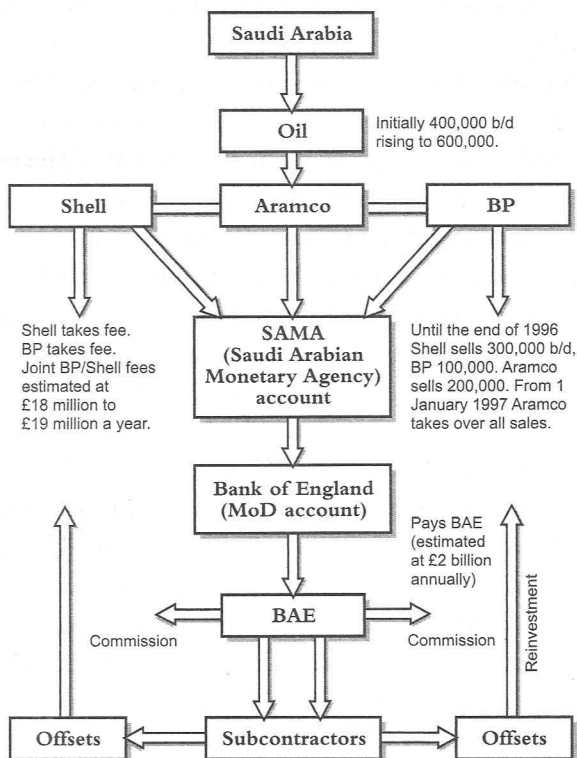 Saudi Arabia
Oil
Initially 400,000 b/d
rising to 600,000.
Shell
Aramco
BP
Shell takes fee.
BP takes fee.
Joint BP/Shell fees
estimated at
£18 million to
£19 million a year.
SAMA
(Saudi Arabian
Monetary Agency)
account
Until the end of 1996
Shell sells 300,000 b/d,
BP 100,000. Aramco
sells 200,000. From 1
January 1997 Aramco
takes over all sales.
Bank of England
(MoD account)
Pays BAE
(estimated
at £2 billion
annually)
BAE
Commission
Commission
Reinvestment
Offsets
Subcontractors
Offsets